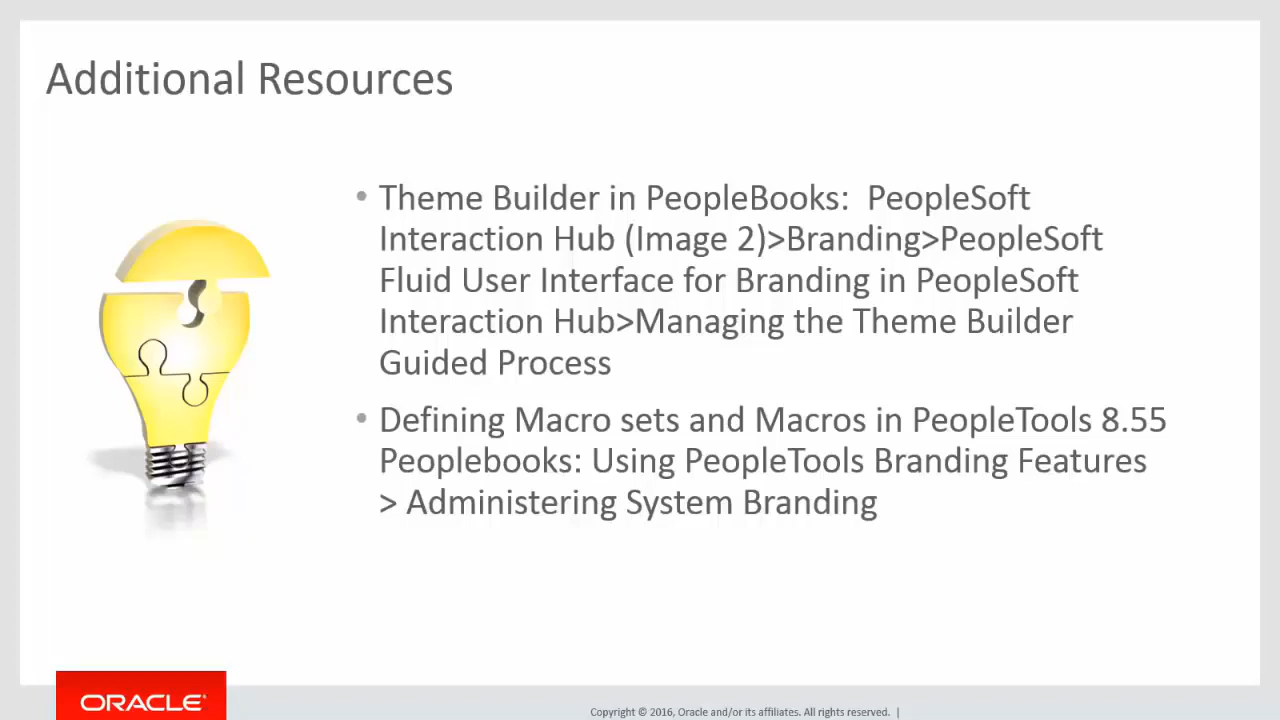 Additional Resources
• Theme Builder in PeopleBooks:  PeopleSoft
Interaction Hub (Image 2)>Branding>PeopleSoft
Fluid User Interface for Branding in PeopleSoft
Interaction Hub>Managing the Theme Builder
Guided Process
• Defining Macro sets and Macros in PeopleTools 8.55
Peoplebooks: Using PeopleTools Branding Features
> Administering System Branding
ORACLE®
Copyright © 2016, Oracle and/or its affiliates. All rights reserved. |